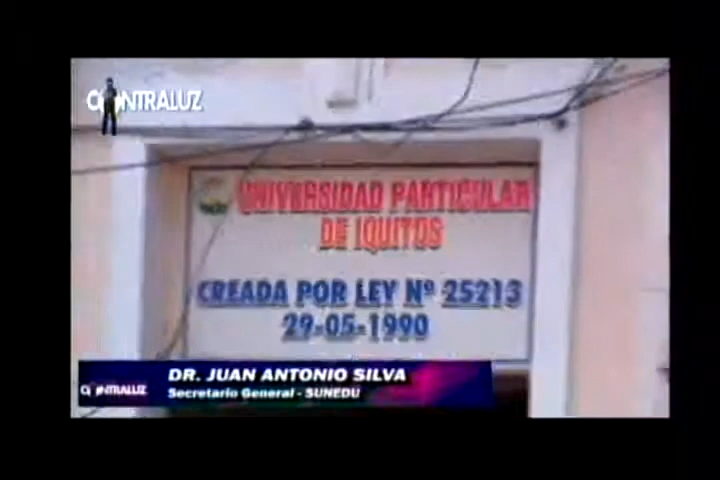 CONTRALUZ
UNIVERSIDAD PARTICULAR
DE IQUITOS
CREADA POR LEY Nº 25213
29-05-1990
DR. JUAN ANTONIO SILVA
CONTRALUZ
Secretario General - SUNEDU